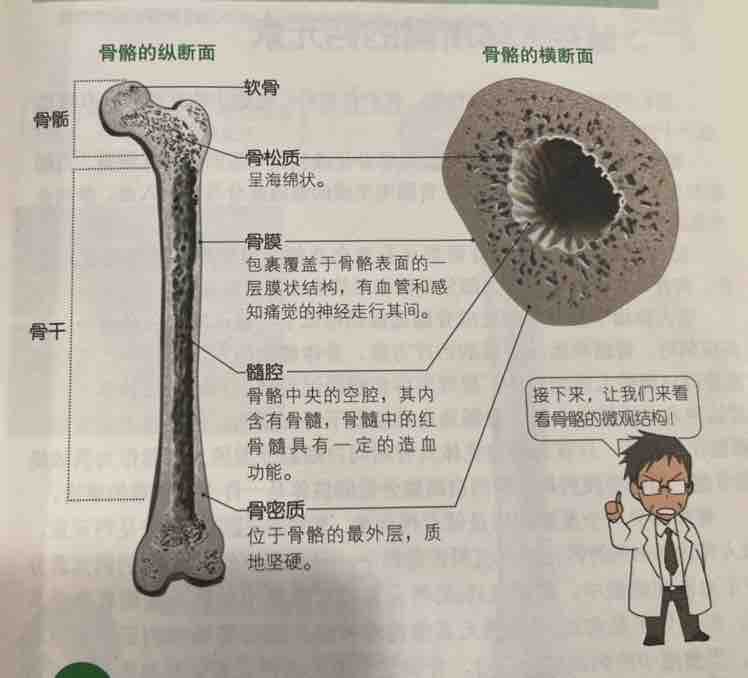 骨骼的纵断面
骨骼的横断面
软骨
骨骺
骨松质
呈海绵状。
骨膜
包裹覆盖于骨骼表面的一
层膜状结构，有血管和感
知痛觉的神经走行其间。
骨干
髓腔
骨骼中央的空腔，其内
含有骨髓，骨髓中的红
骨髓具有一定的造血
功能。
骨密质
位于骨骼的最外层，质
地坚硬。
接下来，让我们来看
看骨骼的微观结构！